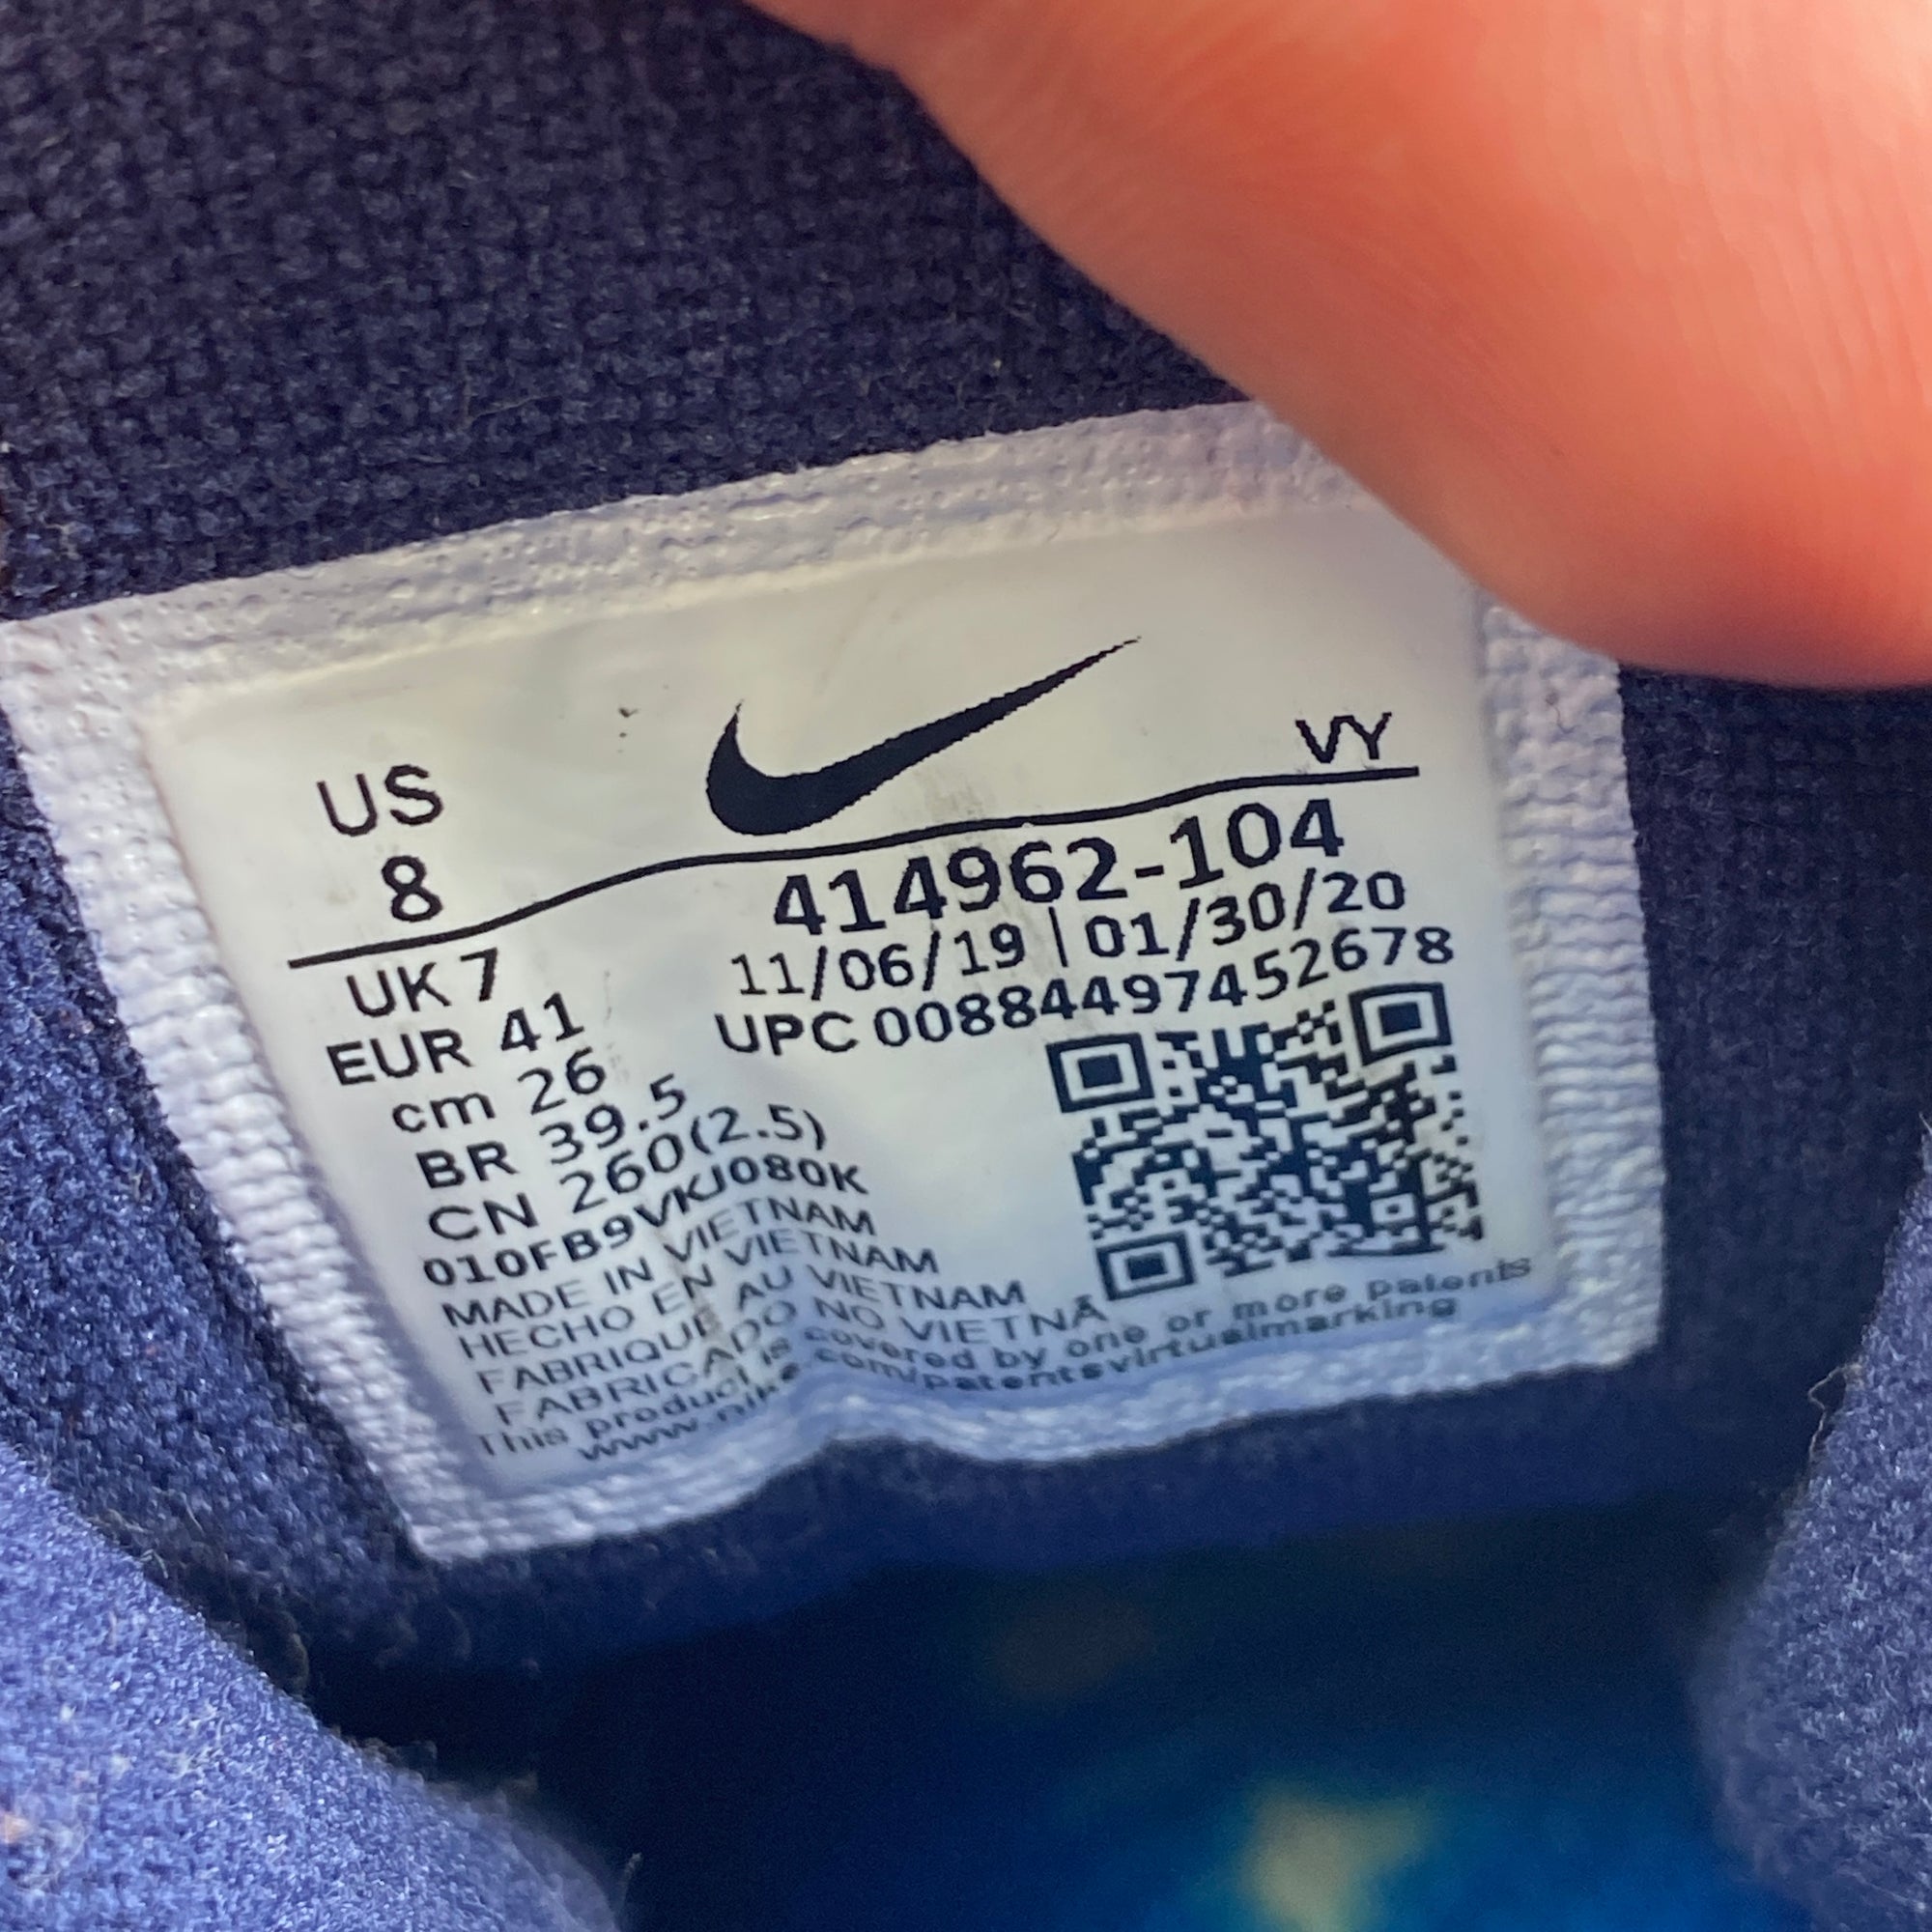 US
8
VY
414962-104
11/06/19 | 01/30/20
UPC 00884497452678
UK 7
EUR 41
cm 26
BR 39.5
CN 260(2.5)
010FB9VKJ080K
MADE IN VIETNAM
HECHO EN VIETNAM
FABRIQUE AU VIETNAM
FABRICADO NO VIETNÃ
This product is covered by one or more patents
www.nike.com/patentsvirtualmarking